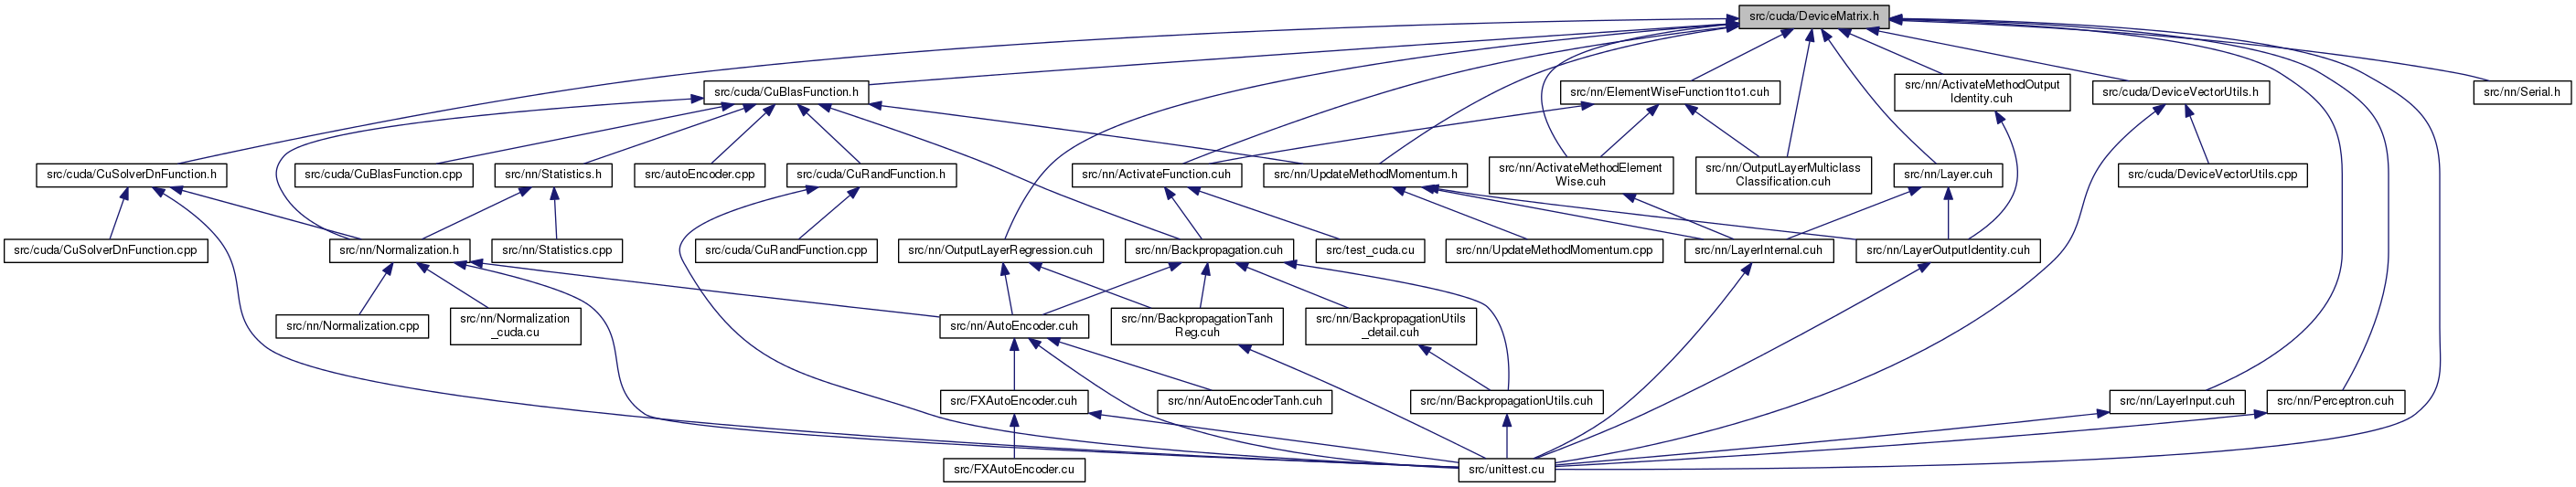 src/cuda/DeviceMatrix.h
src/cuda/CuBlasFunction.h
src/nn/ElementWiseFunction1to1.cuh
src/nn/ActivateMethodOutput
Identity.cuh
src/cuda/DeviceVectorUtils.h
src/nn/Serial.h
src/cuda/CuSolverDnFunction.h
src/cuda/CuBlasFunction.cpp
src/nn/Statistics.h
src/autoEncoder.cpp
src/cuda/CuRandFunction.h
src/nn/ActivateFunction.cuh
src/nn/UpdateMethodMomentum.h
src/nn/ActivateMethodElement
Wise.cuh
src/nn/OutputLayerMulticlass
Classification.cuh
src/nn/Layer.cuh
src/cuda/DeviceVectorUtils.cpp
src/cuda/CuSolverDnFunction.cpp
src/nn/Normalization.h
src/nn/Statistics.cpp
src/cuda/CuRandFunction.cpp
src/nn/OutputLayerRegression.cuh
src/nn/Backpropagation.cuh
src/test_cuda.cu
src/nn/UpdateMethodMomentum.cpp
src/nn/LayerInternal.cuh
src/nn/LayerOutputIdentity.cuh
src/nn/Normalization.cpp
src/nn/Normalization
_cuda.cu
src/nn/AutoEncoder.cuh
src/nn/BackpropagationTanh
Reg.cuh
src/nn/BackpropagationUtils
_detail.cuh
src/FXAutoEncoder.cuh
src/nn/AutoEncoderTanh.cuh
src/nn/BackpropagationUtils.cuh
src/nn/LayerInput.cuh
src/nn/Perceptron.cuh
src/FXAutoEncoder.cu
src/unittest.cu